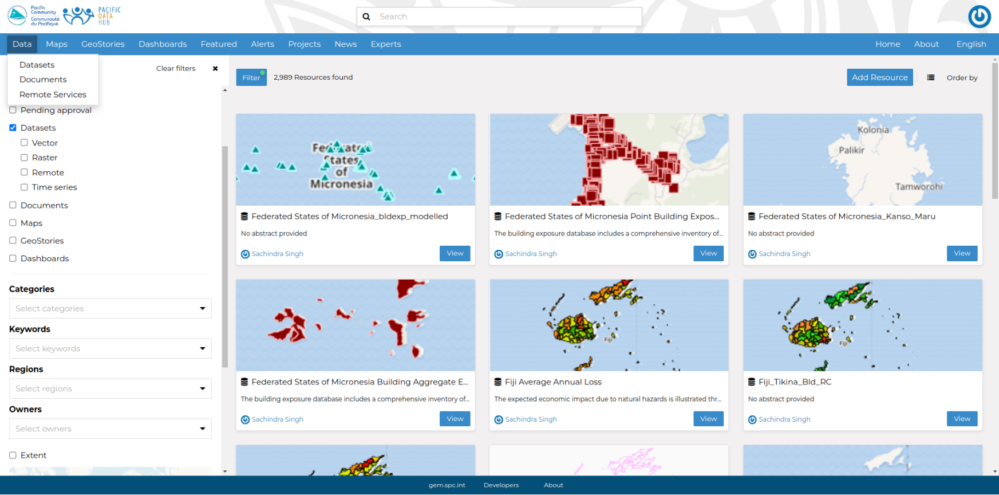 Pacific
Community
Communauté
du Pacifique
PACIFIC
DATA
HUB
Search
Data
Maps
GeoStories
Dashboards
Featured
Alerts
Projects
News
Experts
Home
About
English
Datasets
Documents
Remote Services
Clear filters
Filter
2,989 Resources found
Add Resource
Order by
Pending approval
Datasets
Vector
Raster
Remote
Time series
Documents
Maps
GeoStories
Dashboards
Categories
Select categories
Keywords
Select keywords
Regions
Select regions
Owners
Select owners
Extent
Federated
States
of
Micronesia
Federated States of Micronesia_bldexp_modelled
No abstract provided
Sachindra Singh
View
Federated States of Micronesia Point Building Expos...
The building exposure database includes a comprehensive inventory of...
Sachindra Singh
View
Kolonia
Palikir
Tamworohi
Federated States of Micronesia_Kanso_Maru
No abstract provided
Sachindra Singh
View
Federated States of Micronesia Building Aggregate E...
The building exposure database includes a comprehensive inventory of...
Sachindra Singh
View
Fiji
Fiji Average Annual Loss
The expected economic impact due to natural hazards is illustrated thr...
Sachindra Singh
View
Fiji
Fiji_Tikina_Bld_RC
No abstract provided
Sachindra Singh
View
gem.spc.int
Developers
About